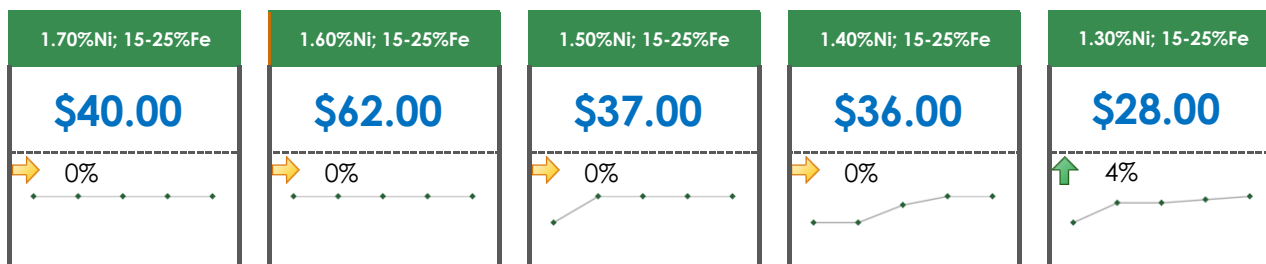 1.70%Ni; 15-25%Fe
$40.00
0%
1.60%Ni; 15-25%Fe
$62.00
0%
1.50%Ni; 15-25%Fe
$37.00
0%
1.40%Ni; 15-25%Fe
$36.00
0%
1.30%Ni; 15-25%Fe
$28.00
4%